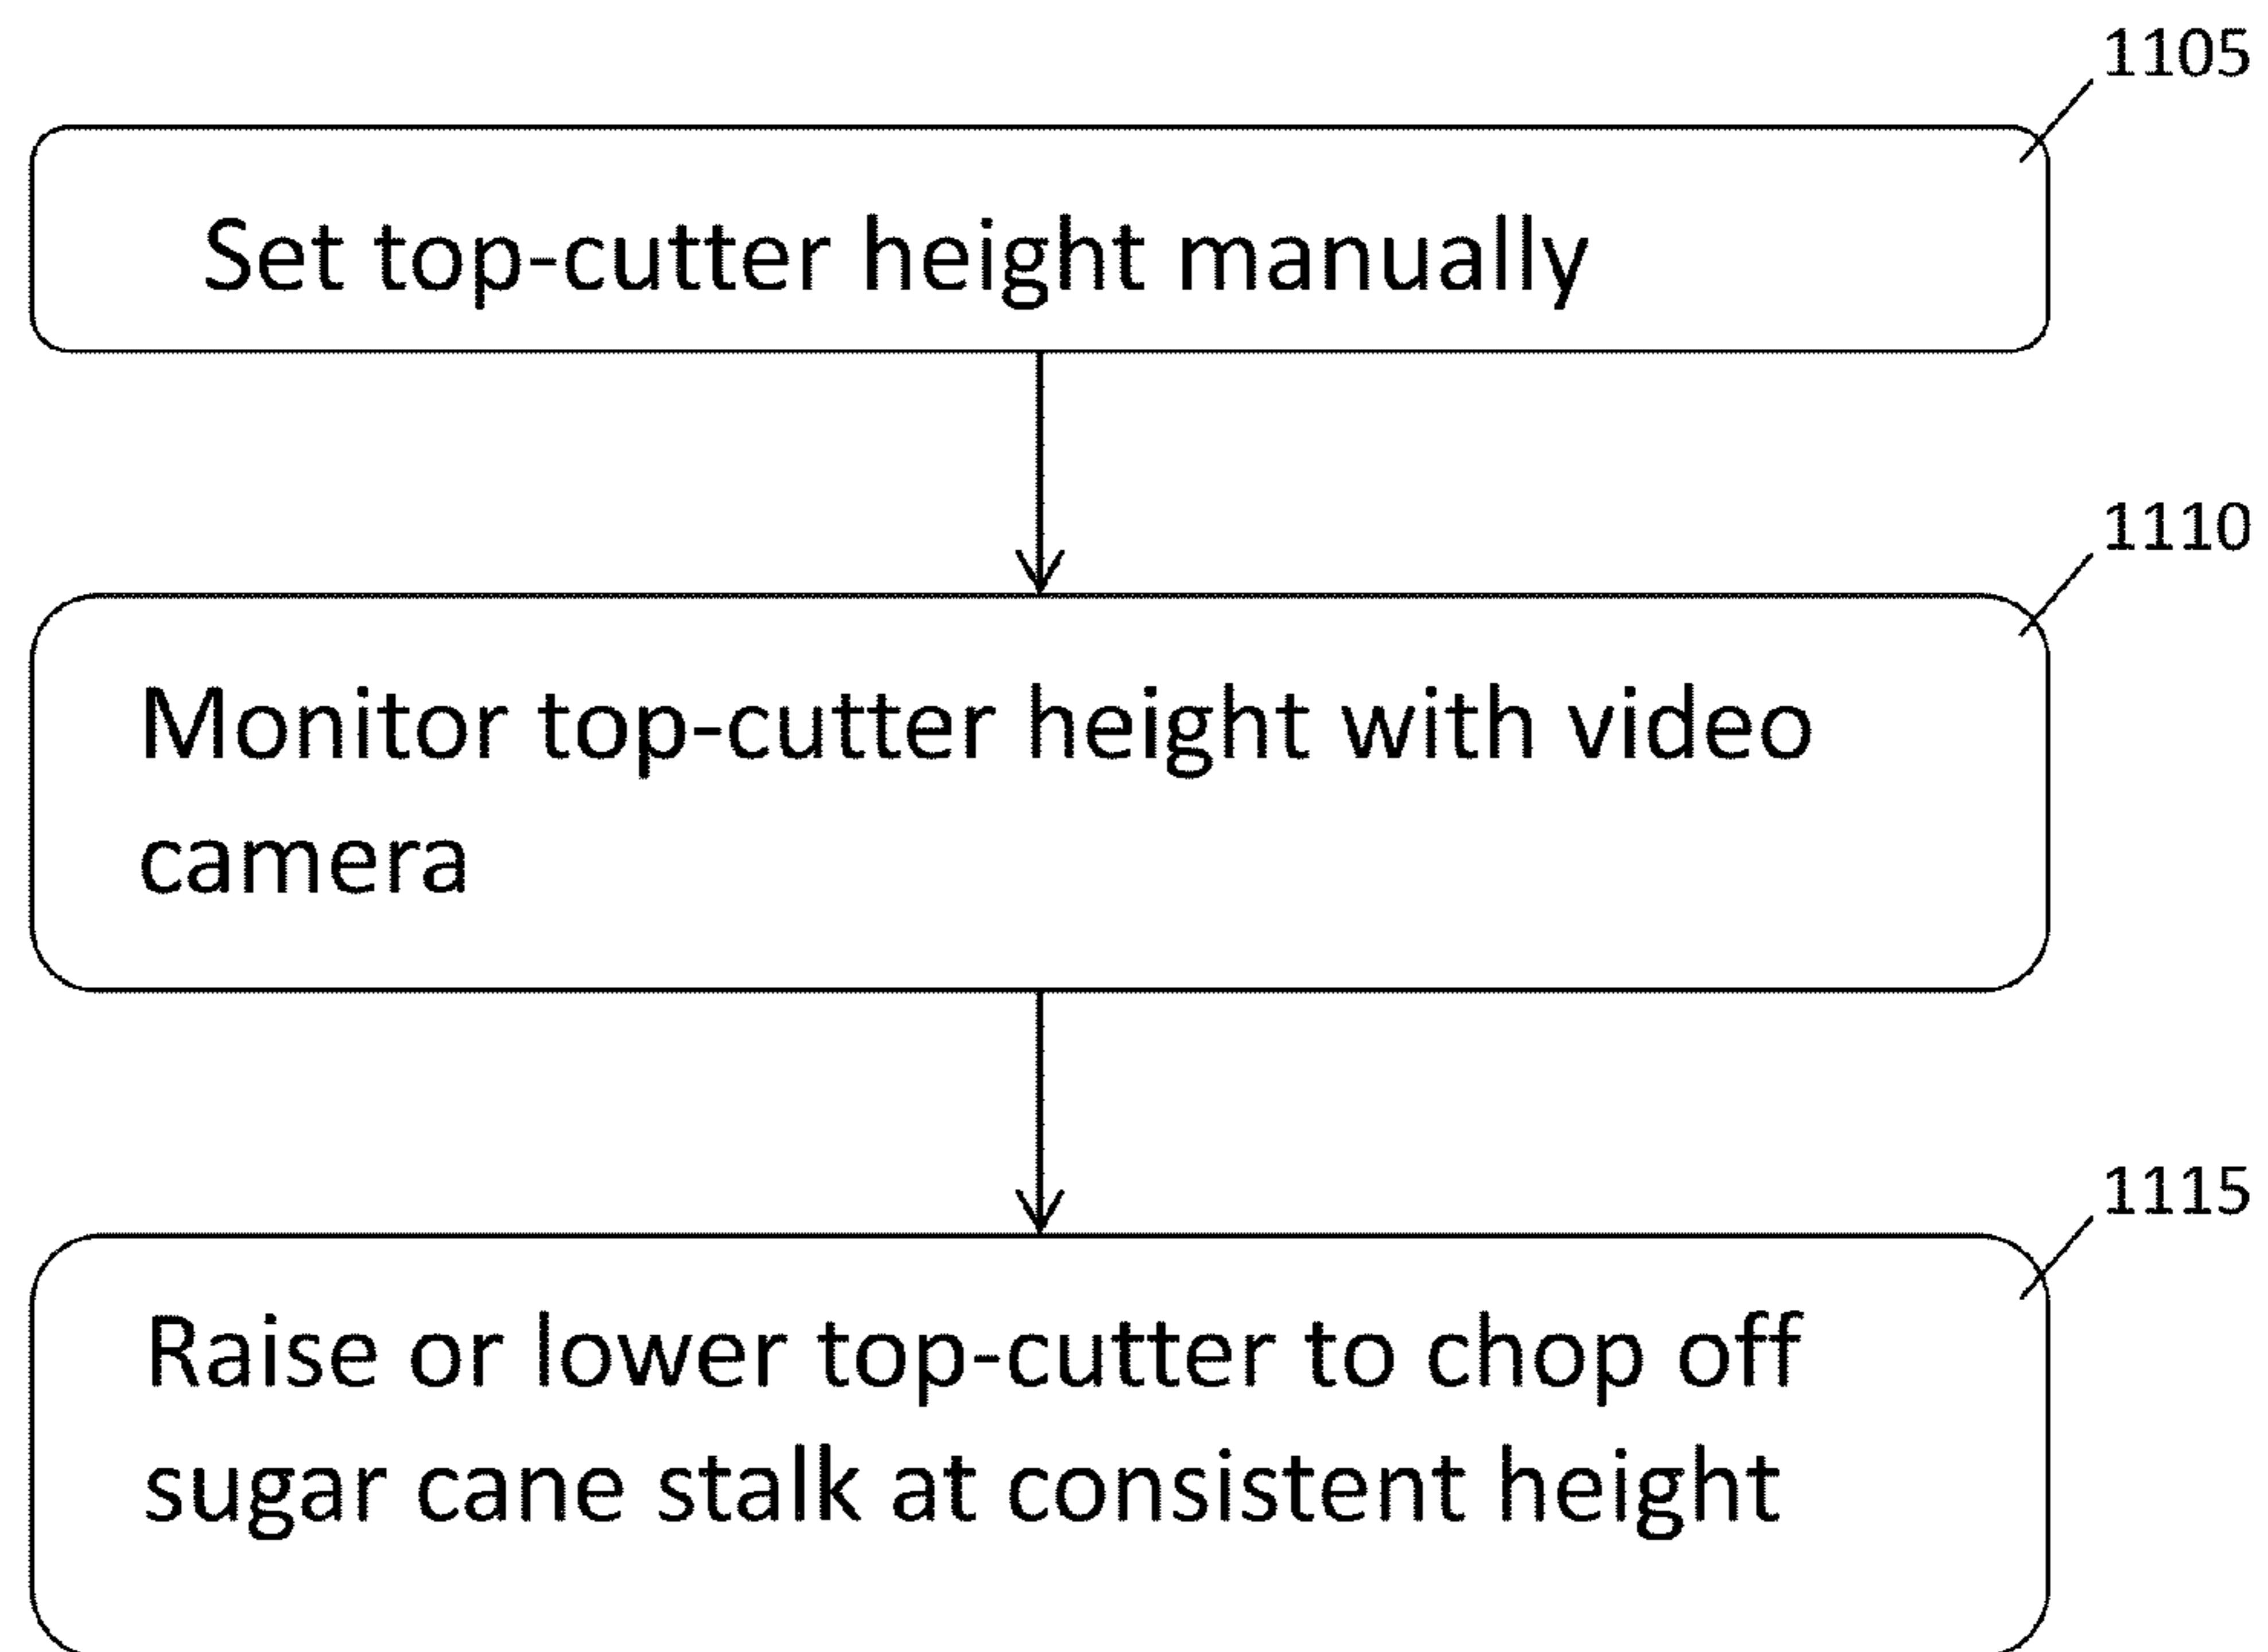 1105
Set top-cutter height manually
1110
Monitor top-cutter height with video
camera
1115
Raise or lower top-cutter to chop off
sugar cane stalk at consistent height